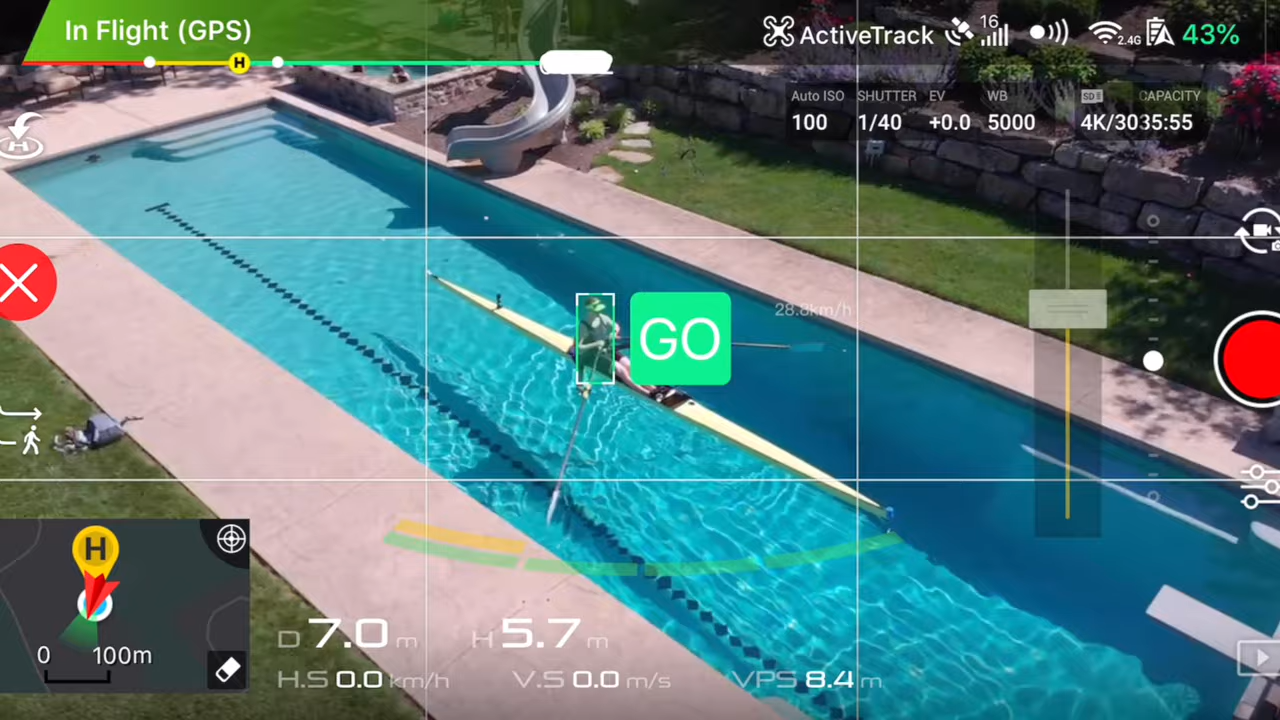 In Flight (GPS)
ActiveTrack
16
2.4G
43%
H
Auto ISO
SHUTTER
EV
WB
SD
CAPACITY
100
1/40
+0.0
5000
4K/30
35:55
H
28.8km/h
GO
H
0
100m
D 7.0 m
H 5.7 m
H.S 0.0 km/h
V.S 0.0 m/s
VPS 8.4 m